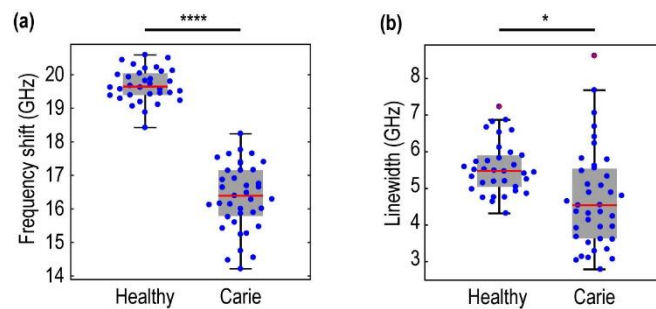 (a)
****
Frequency shift (GHz)
20
19
18
17
16
15
14
Healthy
Carie
(b)
*
Linewidth (GHz)
8
7
6
5
4
3
Healthy
Carie